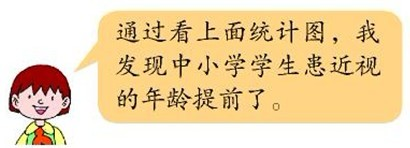 通过看上面统计图，我
发现中小学学生患近视
的年龄提前了。